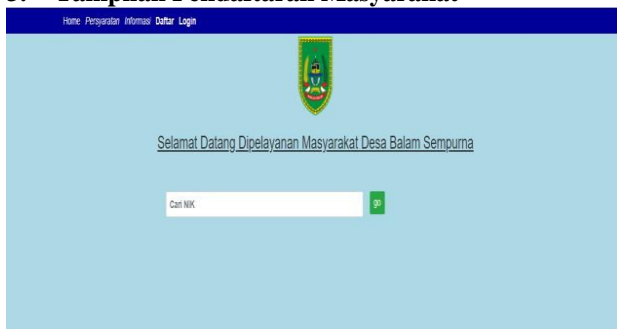 Home Persyaratan Informasi Daftar Login
Selamat Datang Dipelayanan Masyarakat Desa Balam Sempurna
Cari NIK
go